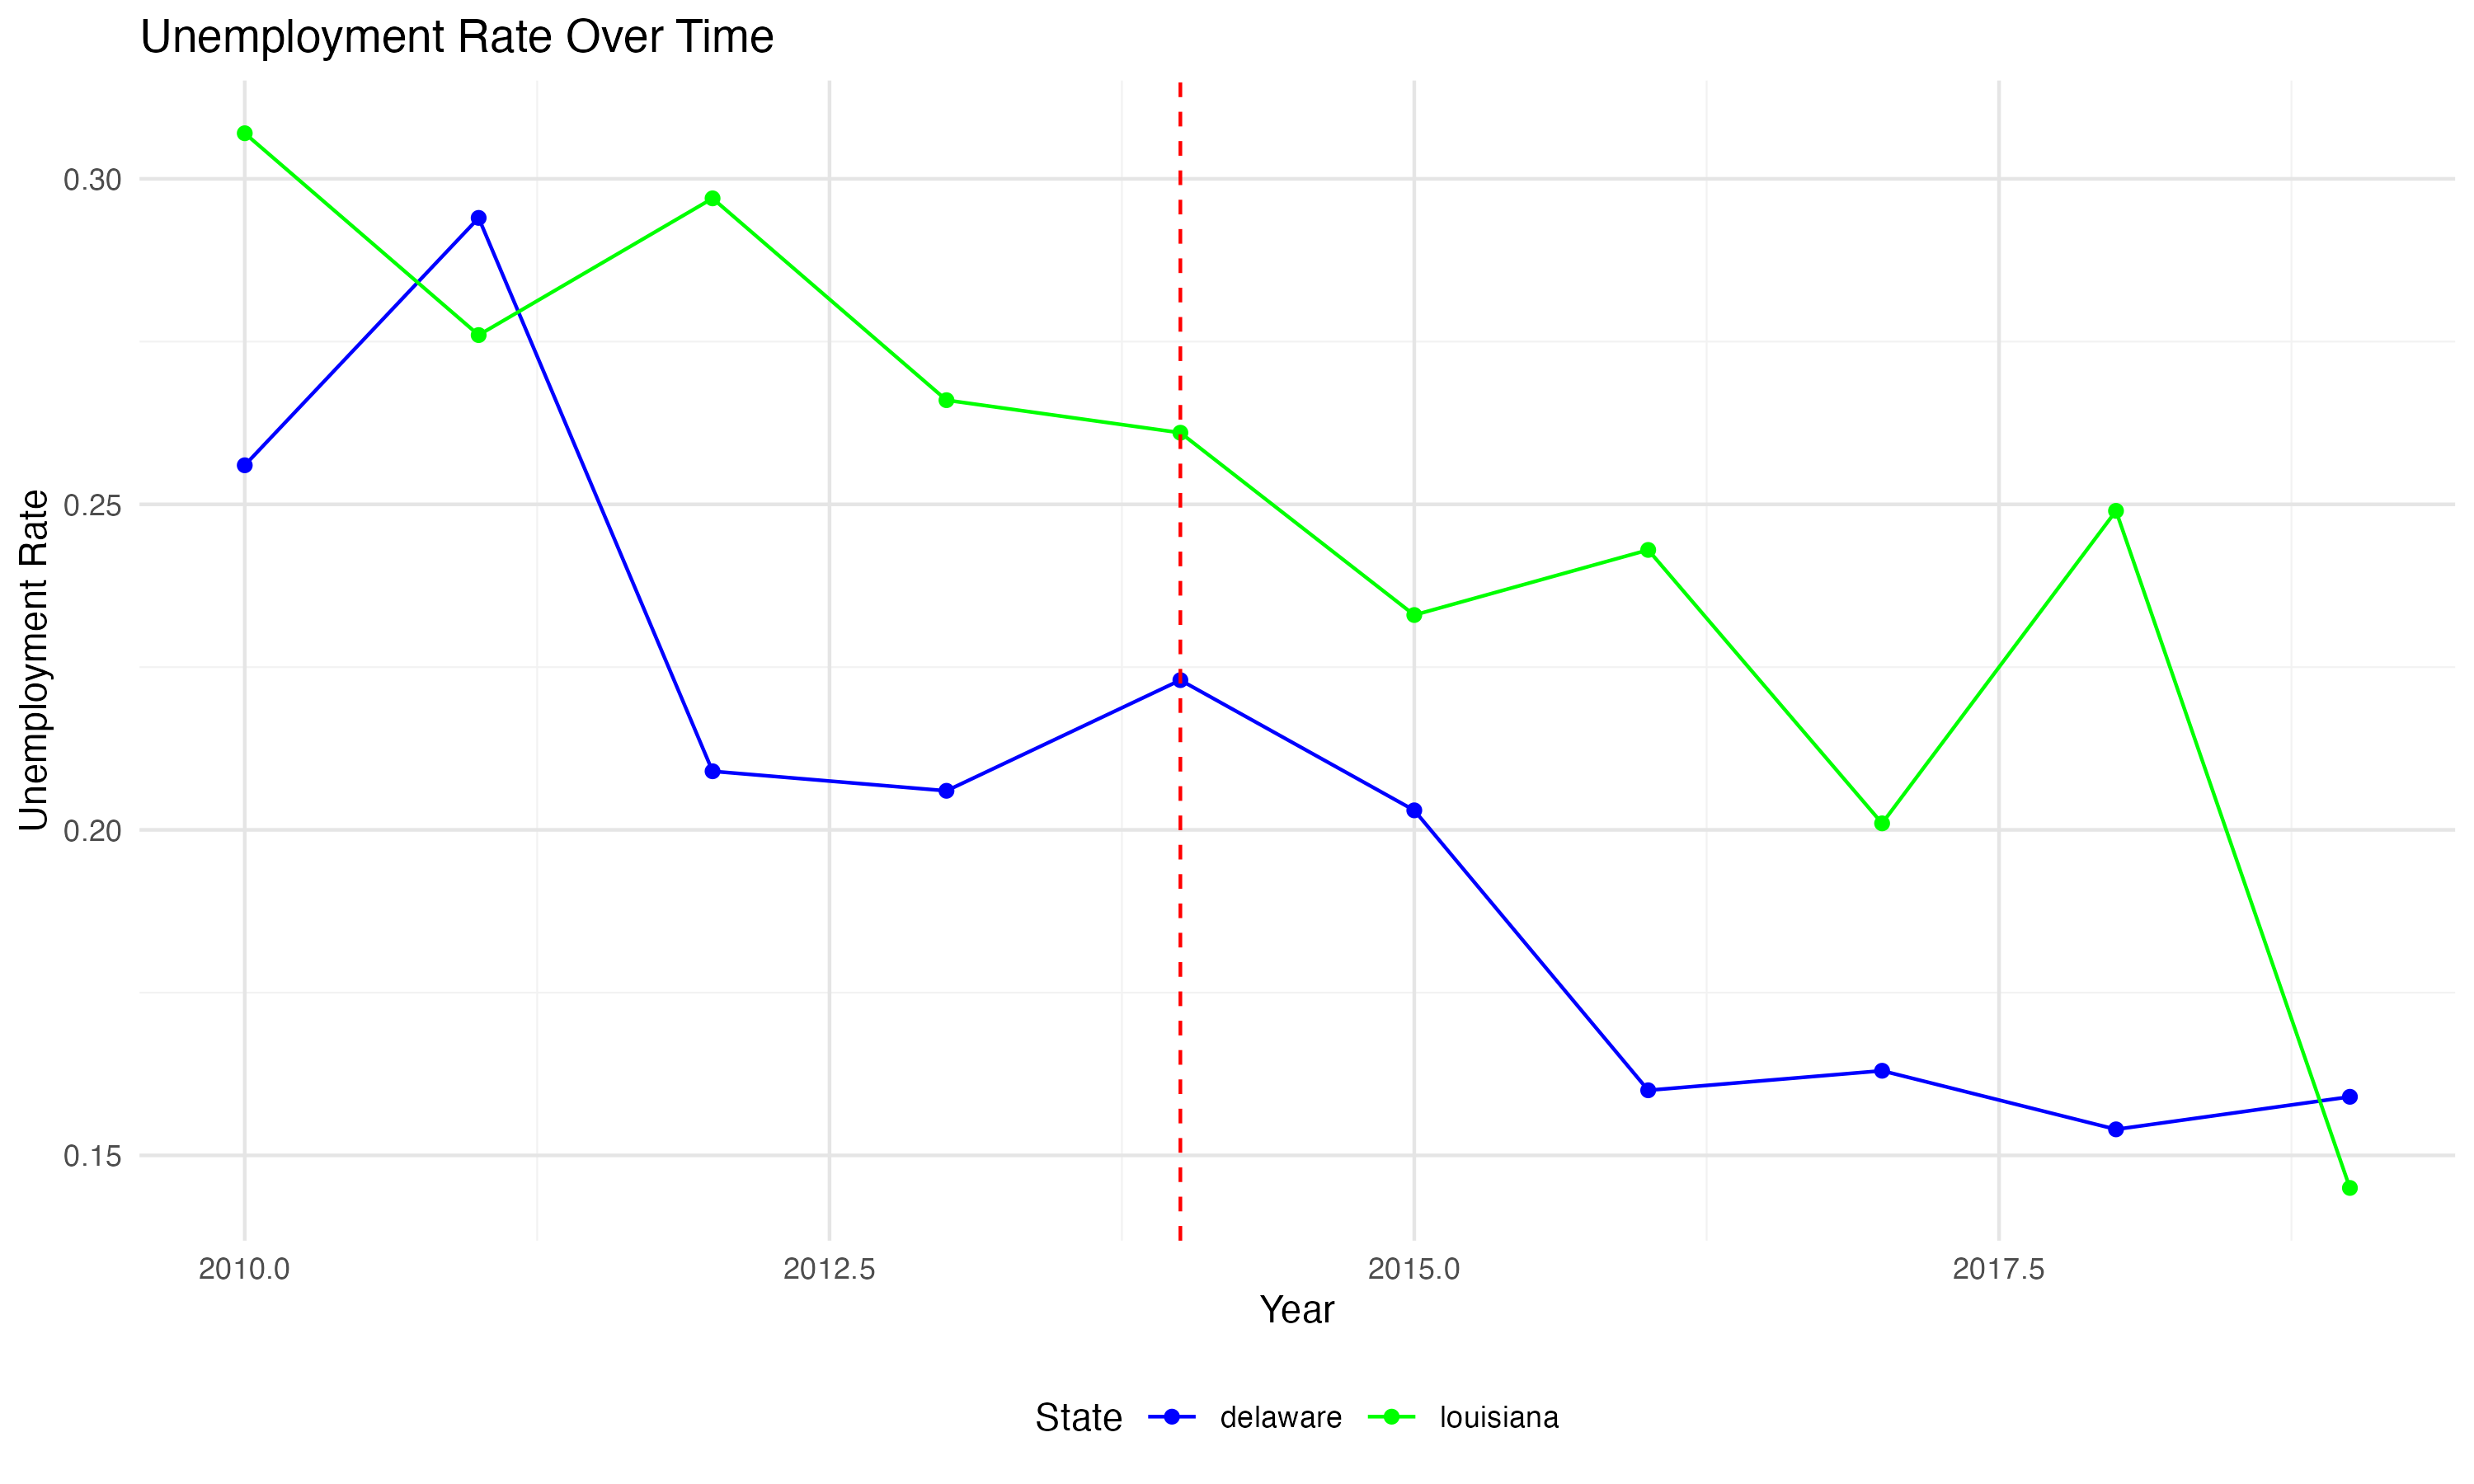 Unemployment Rate Over Time
Unemployment Rate
0.30
0.25
0.20
0.15
2010.0 2012.5 2015.0 2017.5
Year
State delaware louisiana